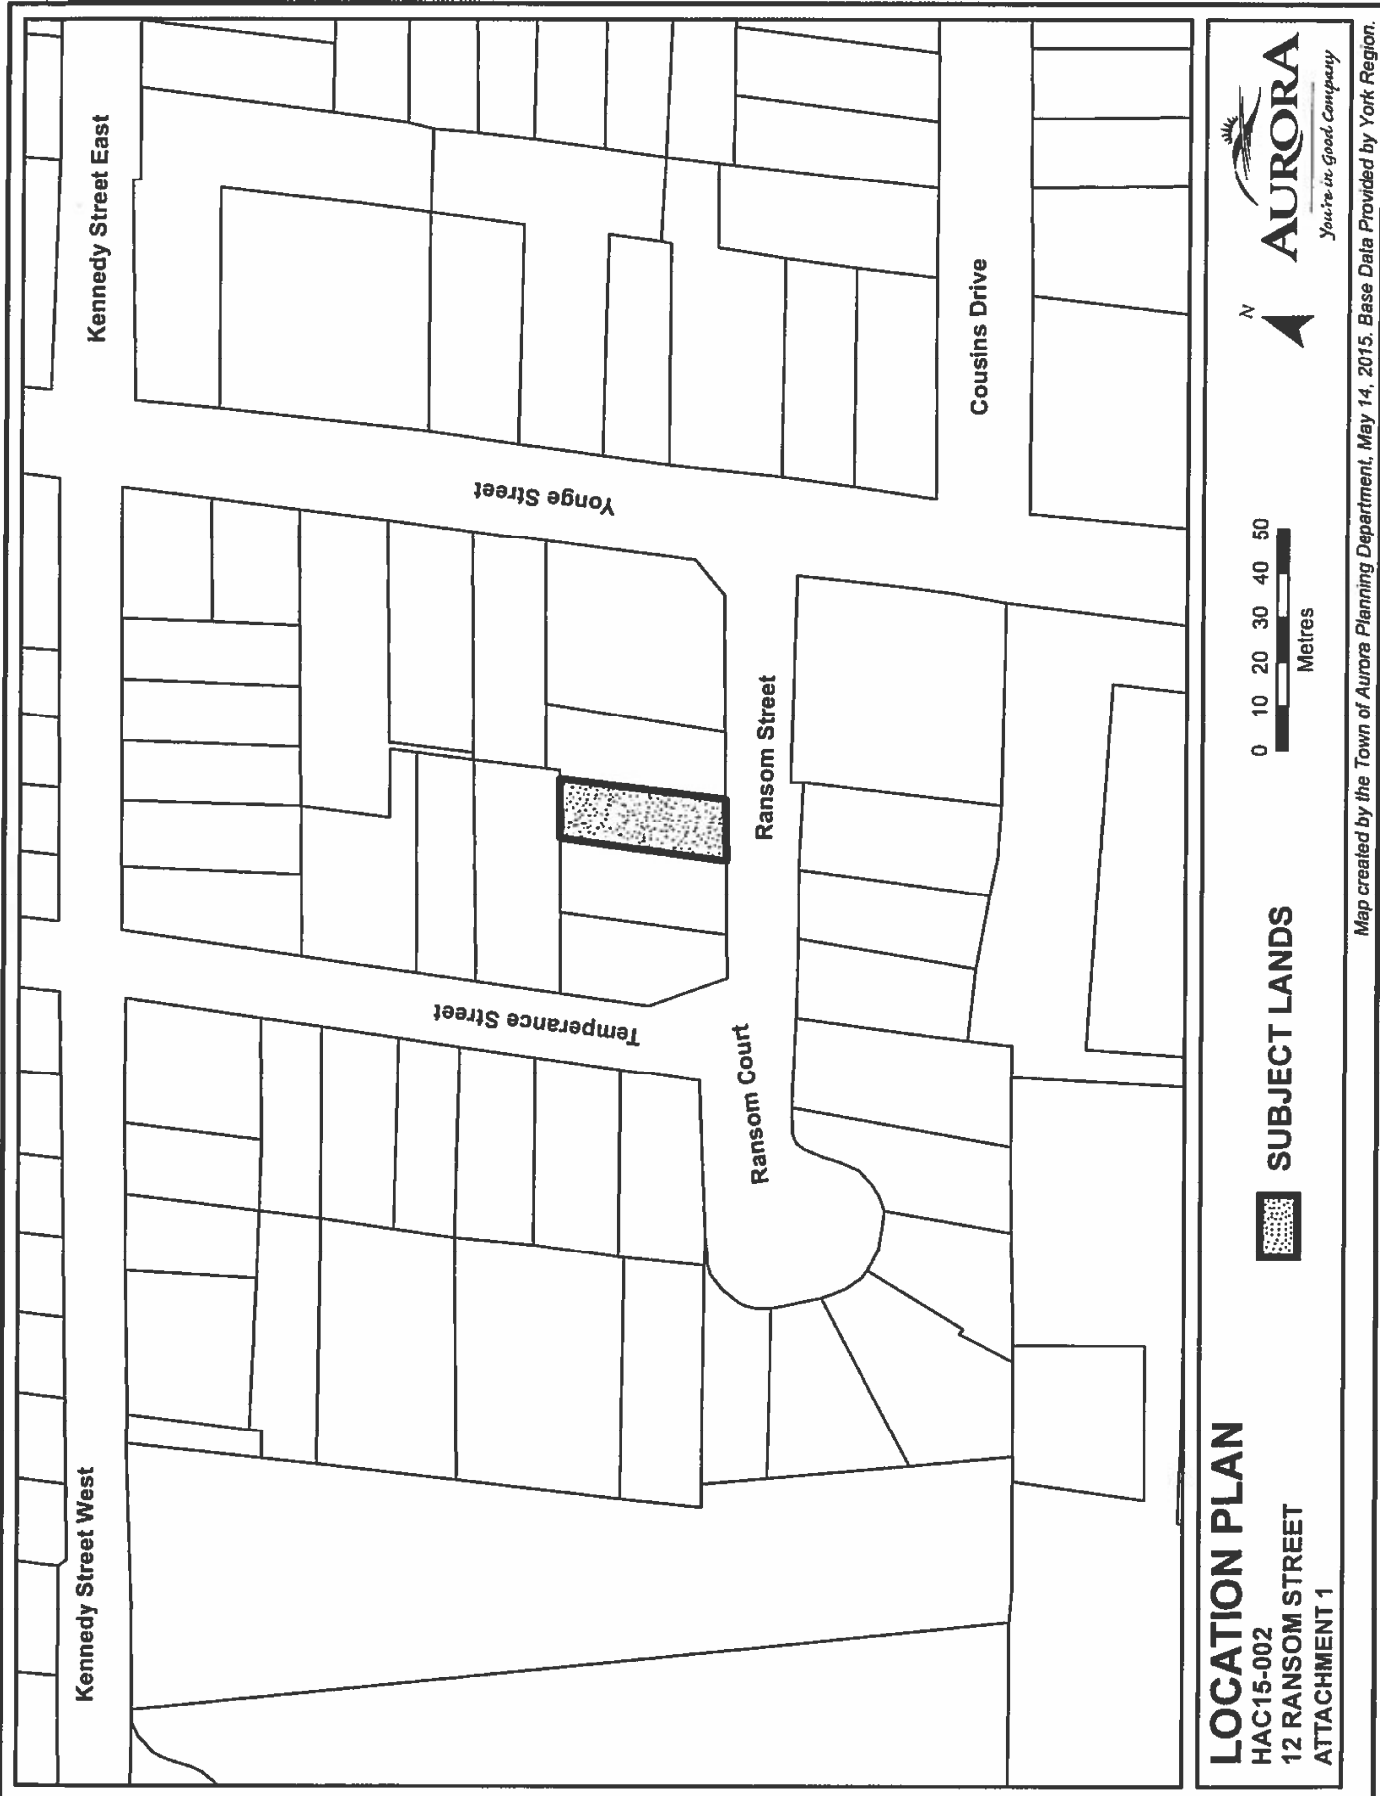 Kennedy Street West
Kennedy Street East
Temperance Street
Yonge Street
Ransom Court
Ransom Street
Cousins Drive
LOCATION PLAN
HAC15-002
12 RANSOM STREET
ATTACHMENT 1
SUBJECT LANDS
0 10 20 30 40 50
Metres
N
AURORA
You're in Good Company
Map created by the Town of Aurora Planning Department, May 14, 2015. Base Data Provided by York Region.